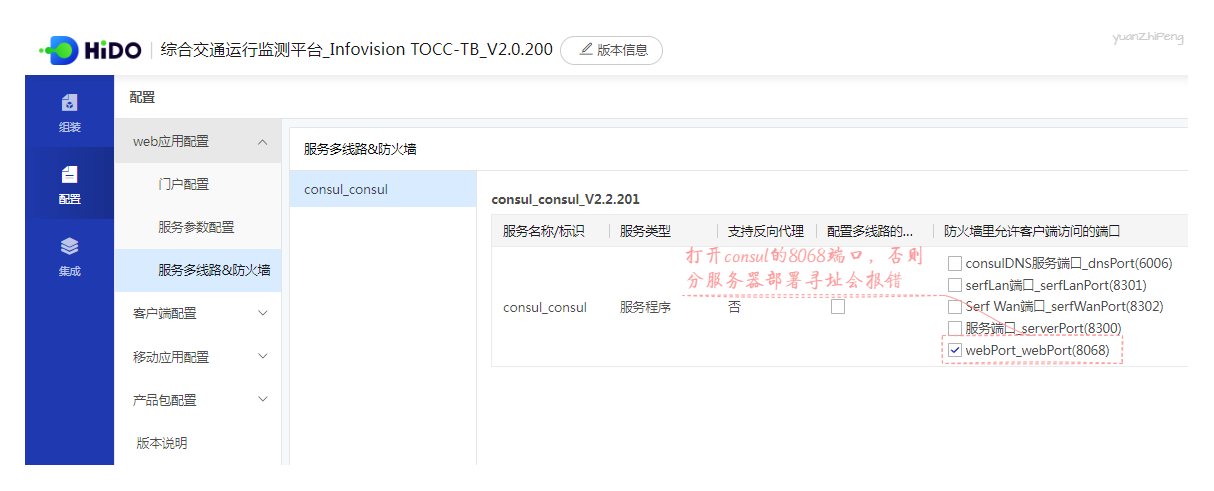 HiDO
综合交通运行监测平台_Infovision TOCC-TB_V2.0.200
版本信息
yuanZhiPeng
组装
配置
集成
配置
web应用配置
门户配置
服务参数配置
服务多线路&防火墙
客户端配置
移动应用配置
产品包配置
版本说明
服务多线路&防火墙
consul_consul
consul_consul_V2.2.201
服务名称/标识
服务类型
支持反向代理
配置多线路的...
防火墙里允许客户端访问的端口
打开consul的8068端口，否则
分服务器部署寻址会报错
consul_consul
服务程序
否
consulDNS服务端口_dnsPort(6006)
serfLan端口_serfLanPort(8301)
Serf Wan端口_serfWanPort(8302)
服务端口_serverPort(8300)
webPort_webPort(8068)